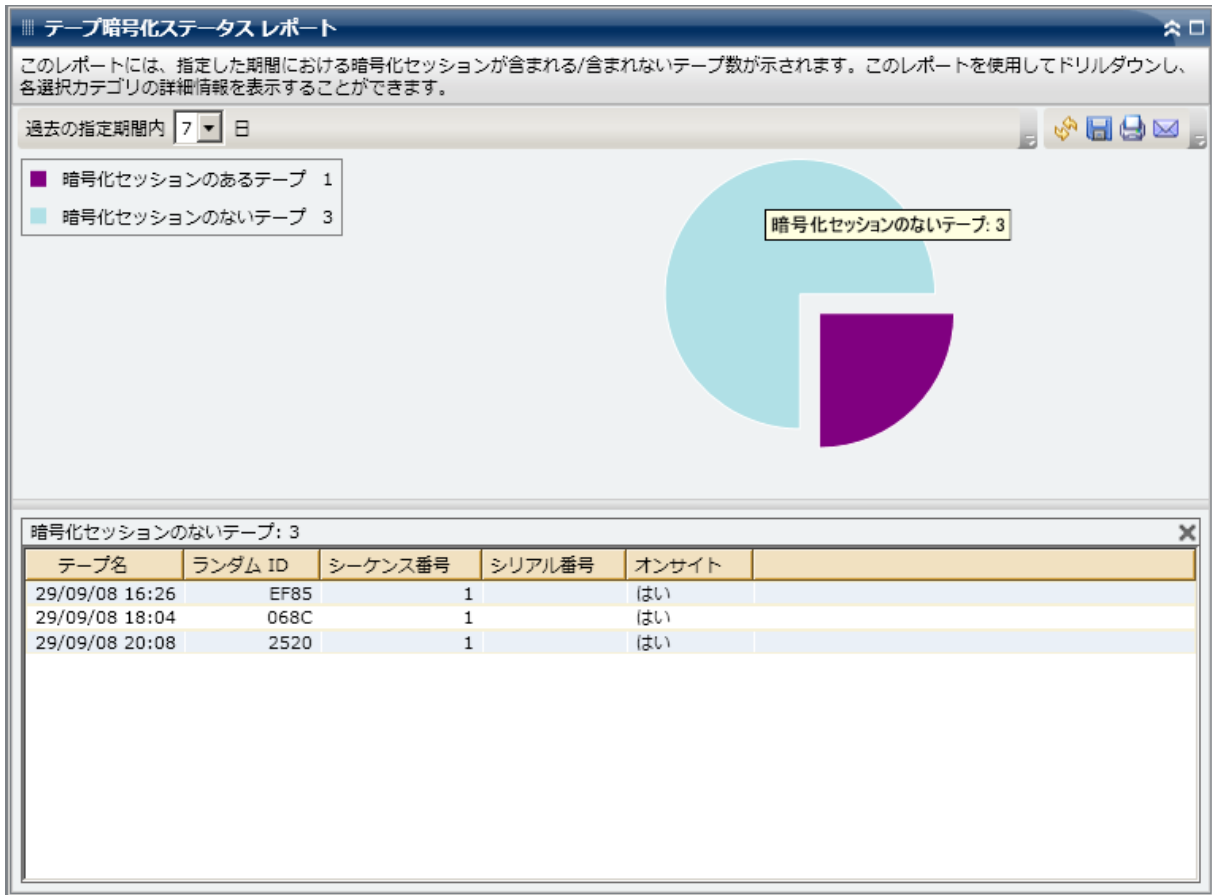 テープ暗号化ステータス レポート
このレポートには、指定した期間における暗号化セッションが含まれる/含まれないテープ数が示されます。このレポートを使用してドリルダウンし、
各選択カテゴリの詳細情報を表示することができます。
過去の指定期間内 7 日
暗号化セッションのあるテープ 1
暗号化セッションのないテープ 3
暗号化セッションのないテープ: 3
暗号化セッションのないテープ: 3
テープ名 ランダム ID シーケンス番号 シリアル番号 オンサイト
29/09/08 16:26 EF85 1 はい
29/09/08 18:04 068C 1 はい
29/09/08 20:08 2520 1 はい